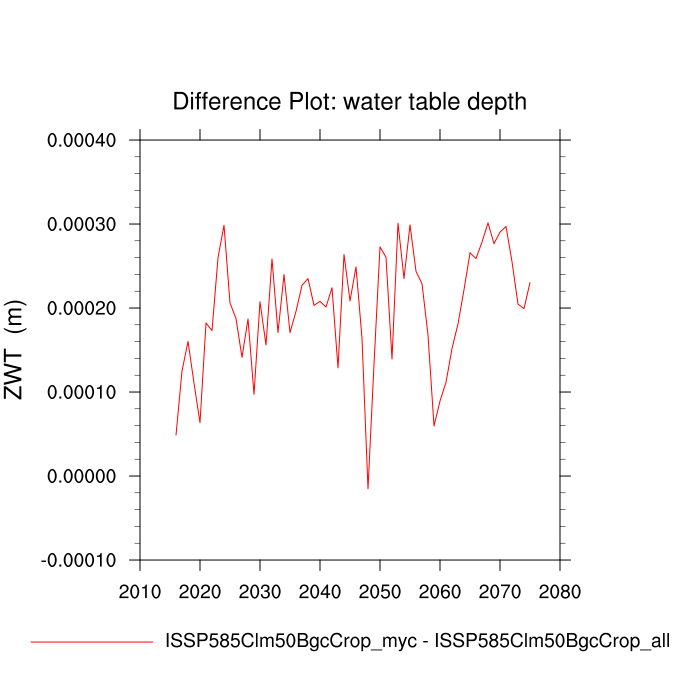 Difference Plot: water table depth
0.00040
0.00030
0.00020
0.00010
0.00000
-0.00010
ZWT (m)
2010 2020 2030 2040 2050 2060 2070 2080
ISSP585Clm50BgcCrop_myc - ISSP585Clm50BgcCrop_all